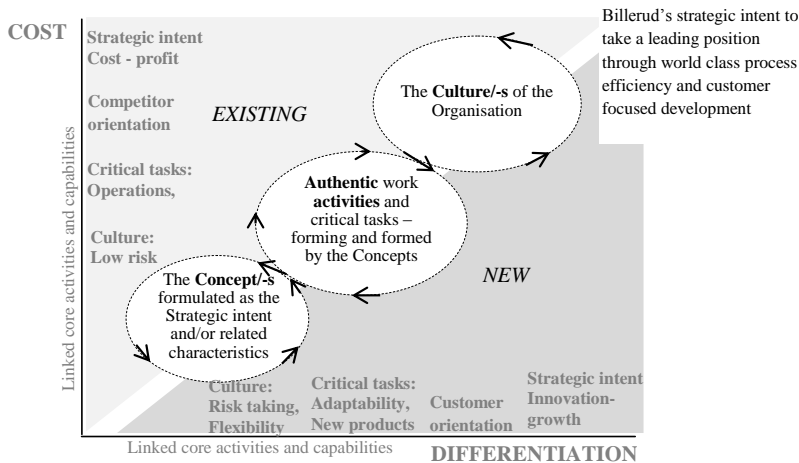 COST
Strategic intent
Cost - profit
Competitor
orientation
Critical tasks:
Operations,
Culture:
Low risk
Linked core activities and capabilities
EXISTING
The Culture/-s of the
Organisation
Billerud's strategic intent to
take a leading position
through world class process
efficiency and customer
focused development
Authentic work
activities and
critical tasks –
forming and formed
by the Concepts
NEW
The Concept/-s
formulated as the
Strategic intent
and/or related
characteristics
Culture:
Risk taking,
Flexibility
Critical tasks:
Adaptability,
New products
Customer
orientation
Strategic intent
Innovation-
growth
Linked core activities and capabilities
DIFFERENTIATION